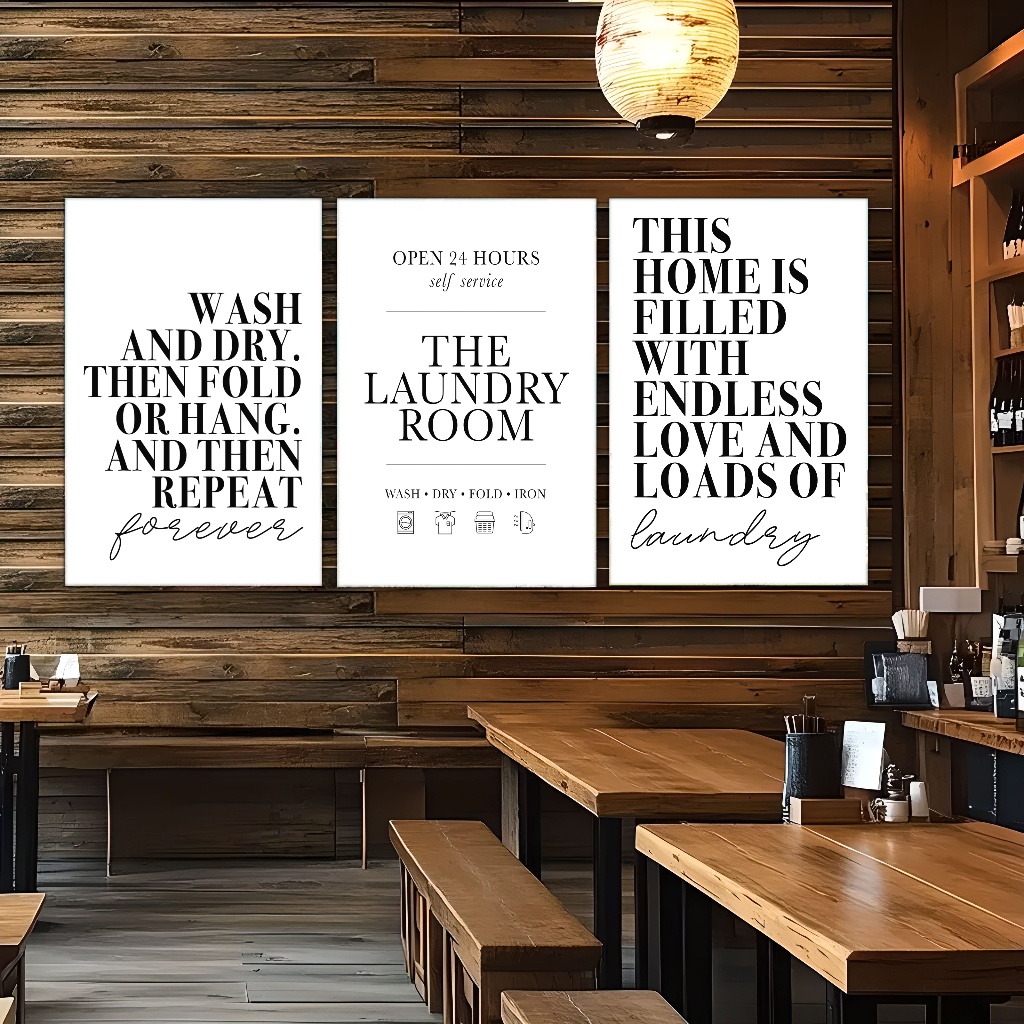 WASH
AND DRY.
THEN FOLD
OR HANG.
AND THEN
REPEAT
forever
OPEN 24 HOURS
self service
THE
LAUNDRY
ROOM
WASH • DRY • FOLD • IRON
THIS
HOME IS
FILLED
WITH
ENDLESS
LOVE AND
LOADS OF
laundry